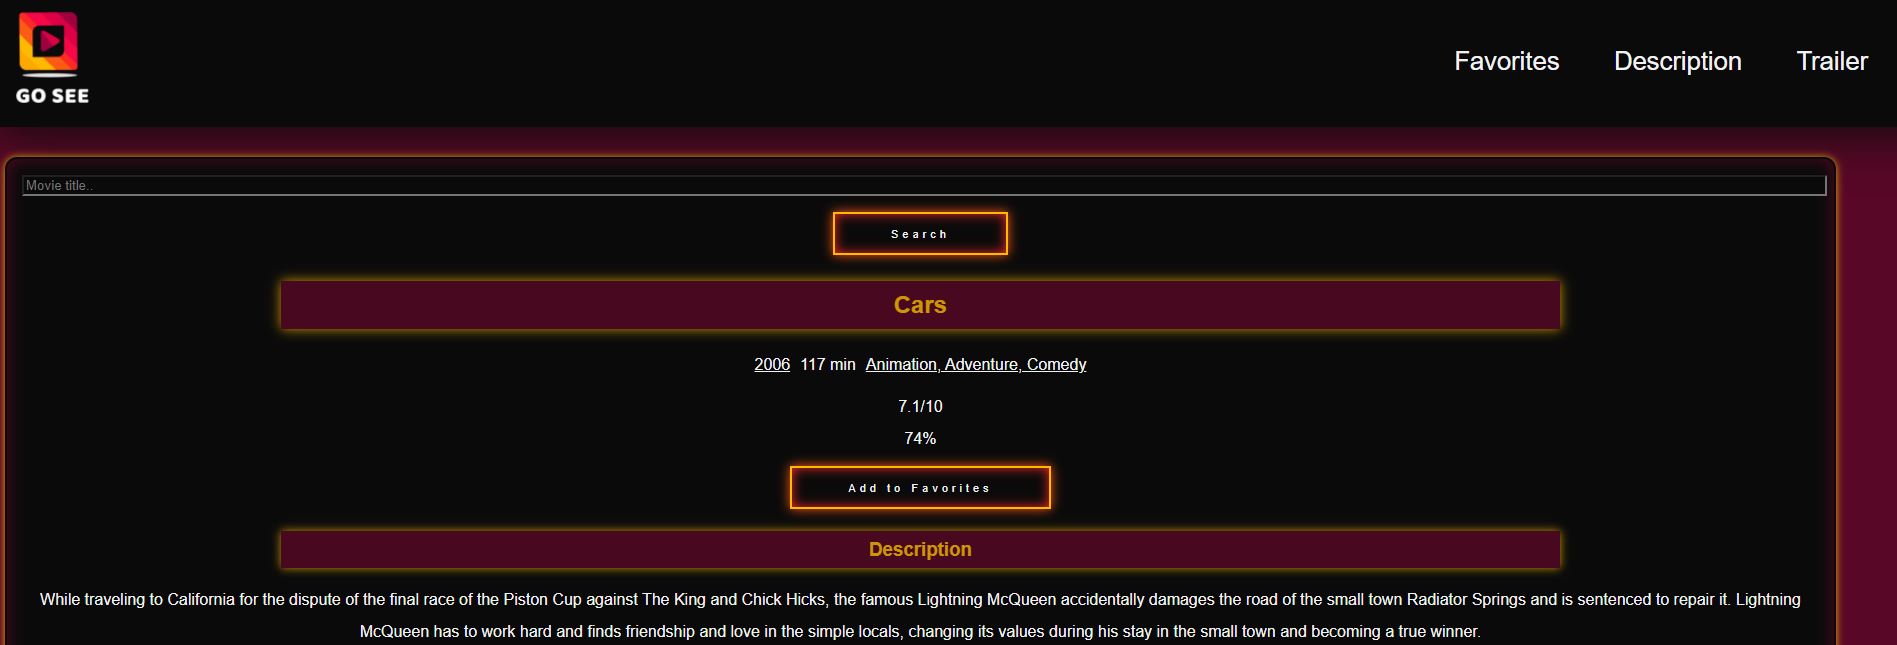 GO SEE
Favorites Description Trailer
Movie title..
Search
Cars
2006 117 min Animation, Adventure, Comedy
7.1/10
74%
Add to Favorites
Description
While traveling to California for the dispute of the final race of the Piston Cup against The King and Chick Hicks, the famous Lightning McQueen accidentally damages the road of the small town Radiator Springs and is sentenced to repair it. Lightning
McQueen has to work hard and finds friendship and love in the simple locals, changing its values during his stay in the small town and becoming a true winner.